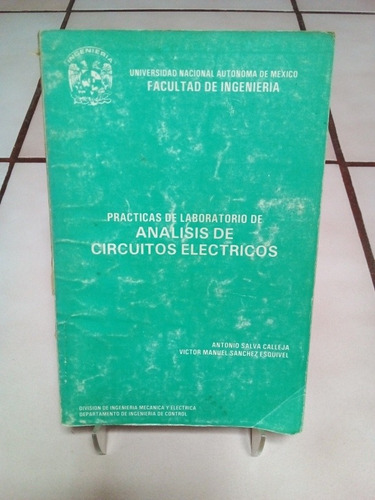 INGENIERIA
UNIVERSIDAD NACIONAL AUTONOMA DE MEXICO
FACULTAD DE INGENIERIA
PRACTICAS DE LABORATORIO DE
ANALISIS DE
CIRCUITOS ELECTRICOS
ANTONIO SALVA CALLEJA
VICTOR MANUEL SANCHEZ ESQUIVEL
DIVISION DE INGENIERIA MECANICA Y ELECTRICA
DEPARTAMENTO DE INGENIERIA DE CONTROL